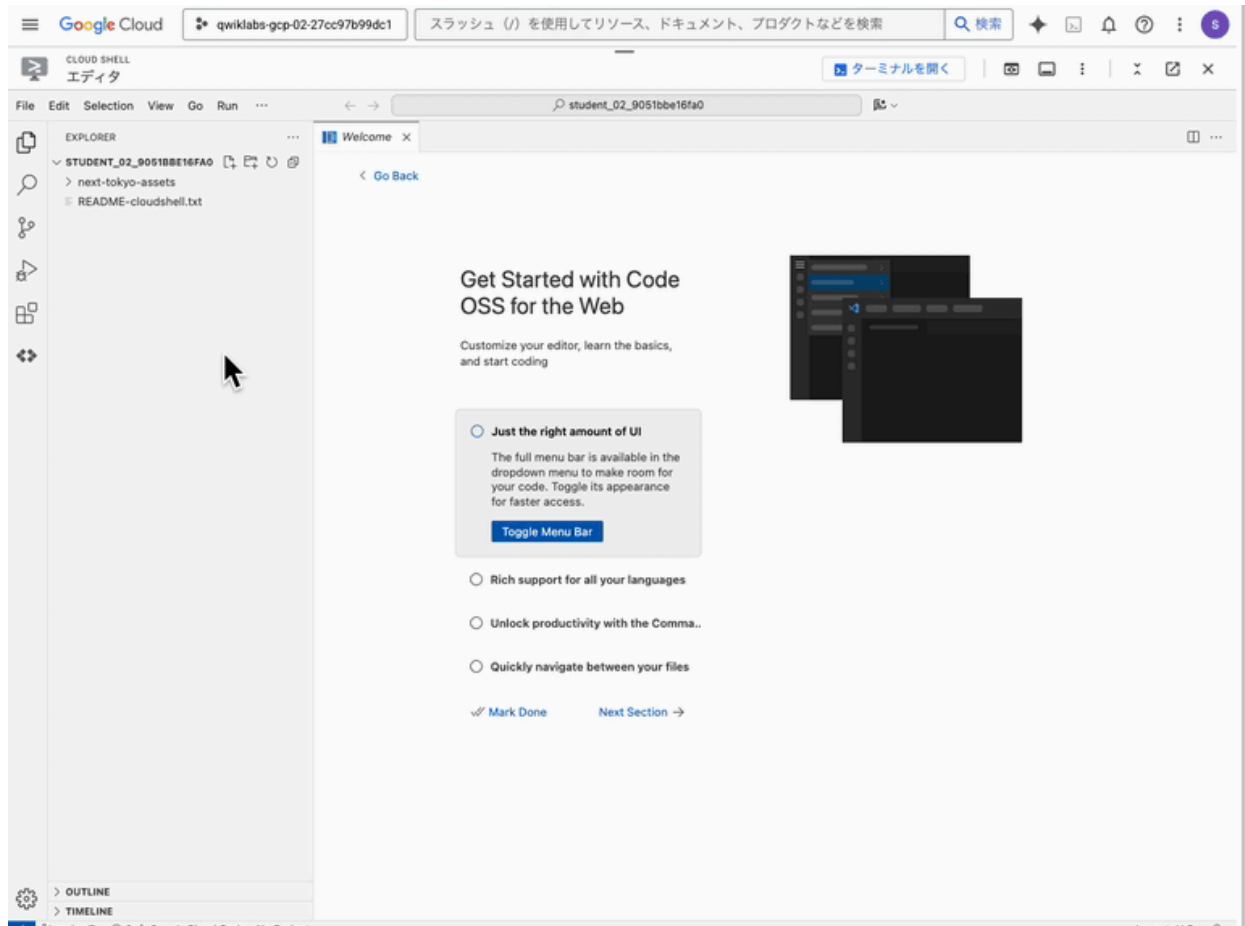 Google Cloud
qwiklabs-gcp-02-27cc97b99dc1
スラッシュ（/）を使用してリソース、ドキュメント、プロダクトなどを検索
検索
S
CLOUD SHELL
エディタ
ターミナルを開く
File Edit Selection View Go Run ···
student_02_9051bbe16fa0
EXPLORER
Welcome
STUDENT_02_9051BBE16FA0
next-tokyo-assets
README-cloudshell.txt
Go Back
Get Started with Code
OSS for the Web
Customize your editor, learn the basics,
and start coding
Just the right amount of UI
The full menu bar is available in the
dropdown menu to make room for
your code. Toggle its appearance
for faster access.
Toggle Menu Bar
Rich support for all your languages
Unlock productivity with the Comma..
Quickly navigate between your files
Mark Done
Next Section
OUTLINE
TIMELINE